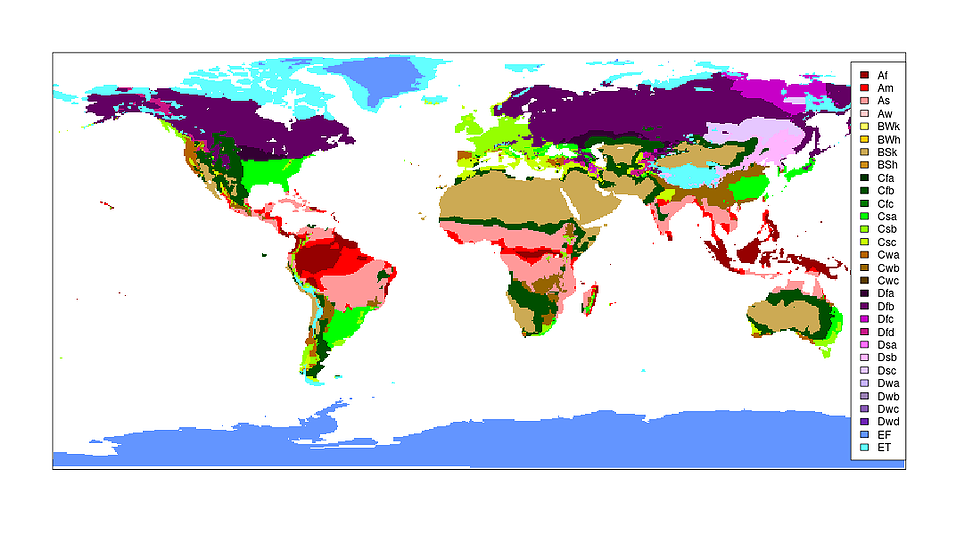 Af
Am
As
Aw
BWk
BWh
BSk
BSh
Cfa
Cfb
Cfc
Csa
Csb
Csc
Cwa
Cwb
Cwc
Dfa
Dfb
Dfc
Dfd
Dsa
Dsb
Dsc
Dwa
Dwb
Dwc
Dwd
EF
ET